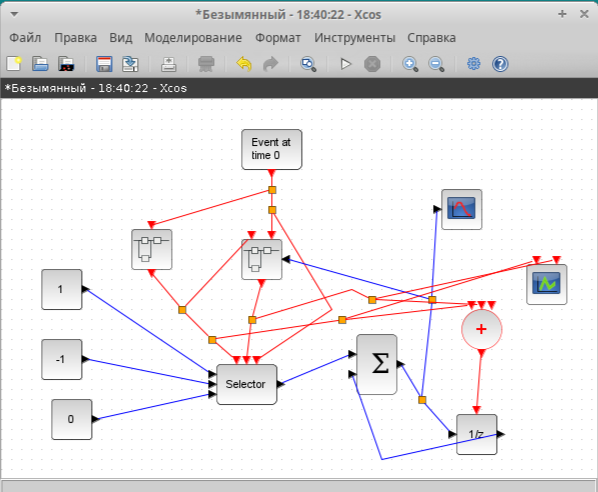 *Безымянный - 18:40:22 - Xcos
Файл Правка Вид Моделирование Формат Инструменты Справка
*Безымянный - 18:40:22 - Xcos
Event at
time 0
1
-1
0
Selector
Σ
+
1/z